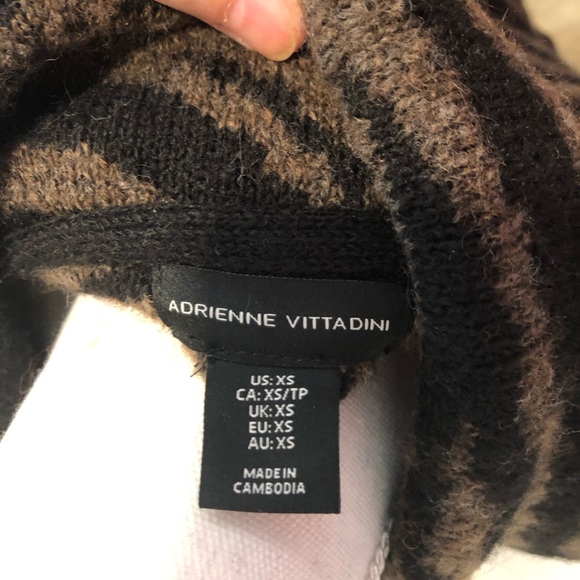 ADRIENNE VITTADINI
US: XS
CA: XS/TP
UK: XS
EU: XS
AU: XS
MADE IN
CAMBODIA